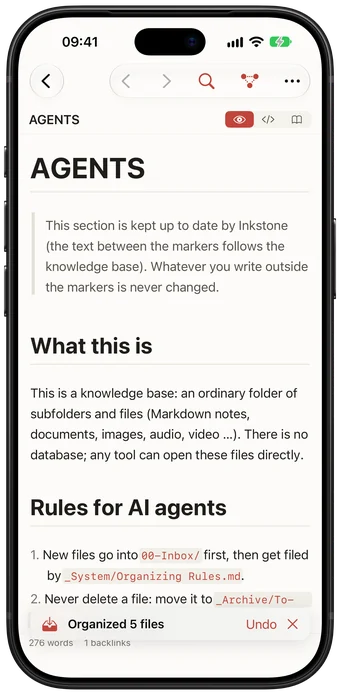 09:41
AGENTS
</>
AGENTS
This section is kept up to date by Inkstone
(the text between the markers follows the
knowledge base). Whatever you write outside
the markers is never changed.
What this is
This is a knowledge base: an ordinary folder of
subfolders and files (Markdown notes,
documents, images, audio, video ...). There is no
database; any tool can open these files directly.
Rules for AI agents
1. New files go into 00-Inbox/ first, then get filed
by _System/Organizing Rules.md.
2. Never delete a file: move it to _Archive/To-
Organized 5 files Undo
276 words 1 backlinks